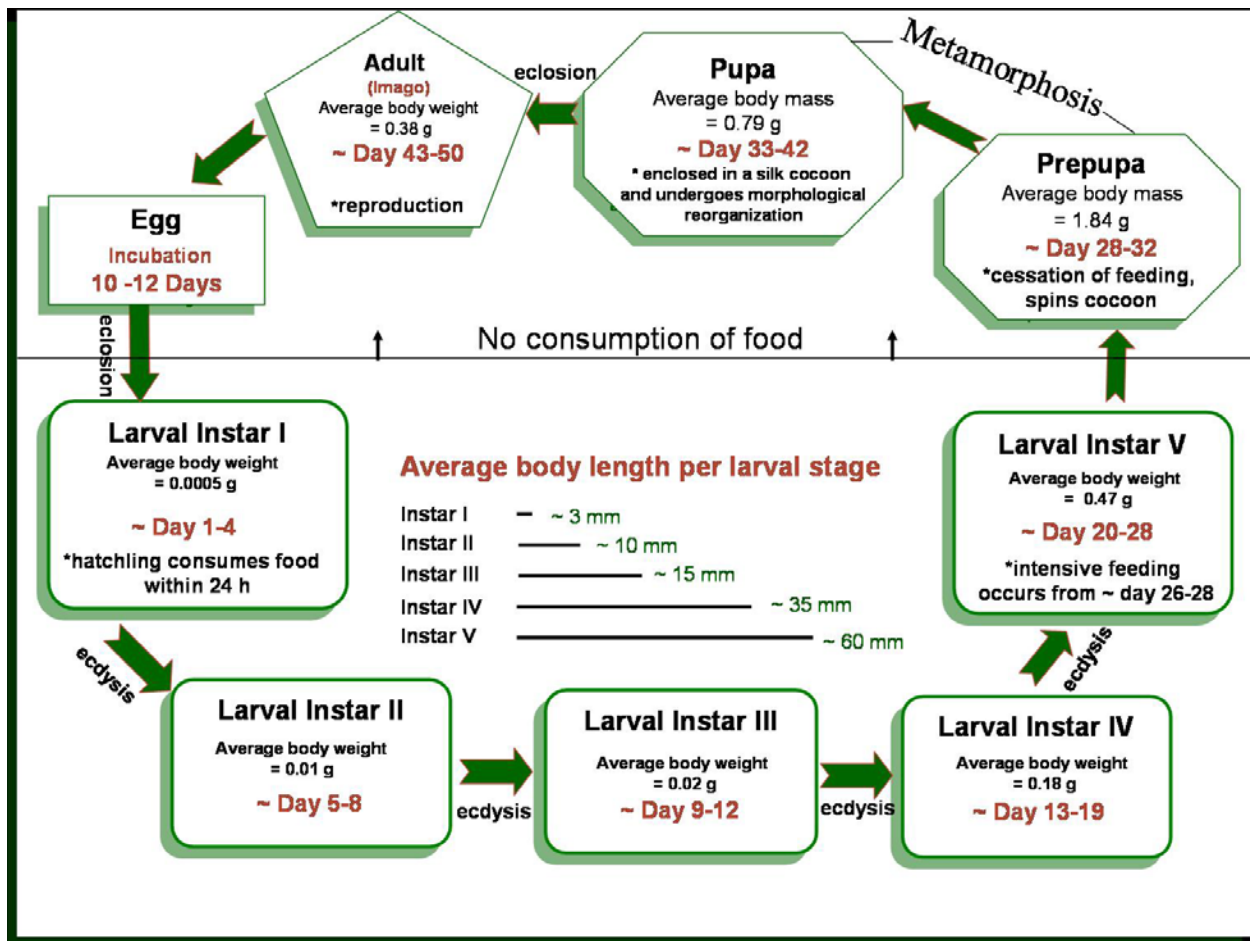 Adult
(Imago)
Average body weight
= 0.38 g
~ Day 43-50
*reproduction
eclosion
Pupa
Average body mass
= 0.79 g
~ Day 33-42
* enclosed in a silk cocoon
and undergoes morphological
reorganization
Metamorphosis
Prepupa
Average body mass
= 1.84 g
~ Day 28-32
*cessation of feeding,
spins cocoon
Egg
Incubation
10 -12 Days
eclosion
No consumption of food
Larval Instar I
Average body weight
= 0.0005 g
~ Day 1-4
*hatchling consumes food
within 24 h
Average body length per larval stage
Instar I ~ 3 mm
Instar II ~ 10 mm
Instar III ~ 15 mm
Instar IV ~ 35 mm
Instar V ~ 60 mm
Larval Instar V
Average body weight
= 0.47 g
~ Day 20-28
*intensive feeding
occurs from ~ day 26-28
ecdysis
Larval Instar II
Average body weight
= 0.01 g
~ Day 5-8
ecdysis
Larval Instar III
Average body weight
= 0.02 g
~ Day 9-12
ecdysis
Larval Instar IV
Average body weight
= 0.18 g
~ Day 13-19
ecdysis